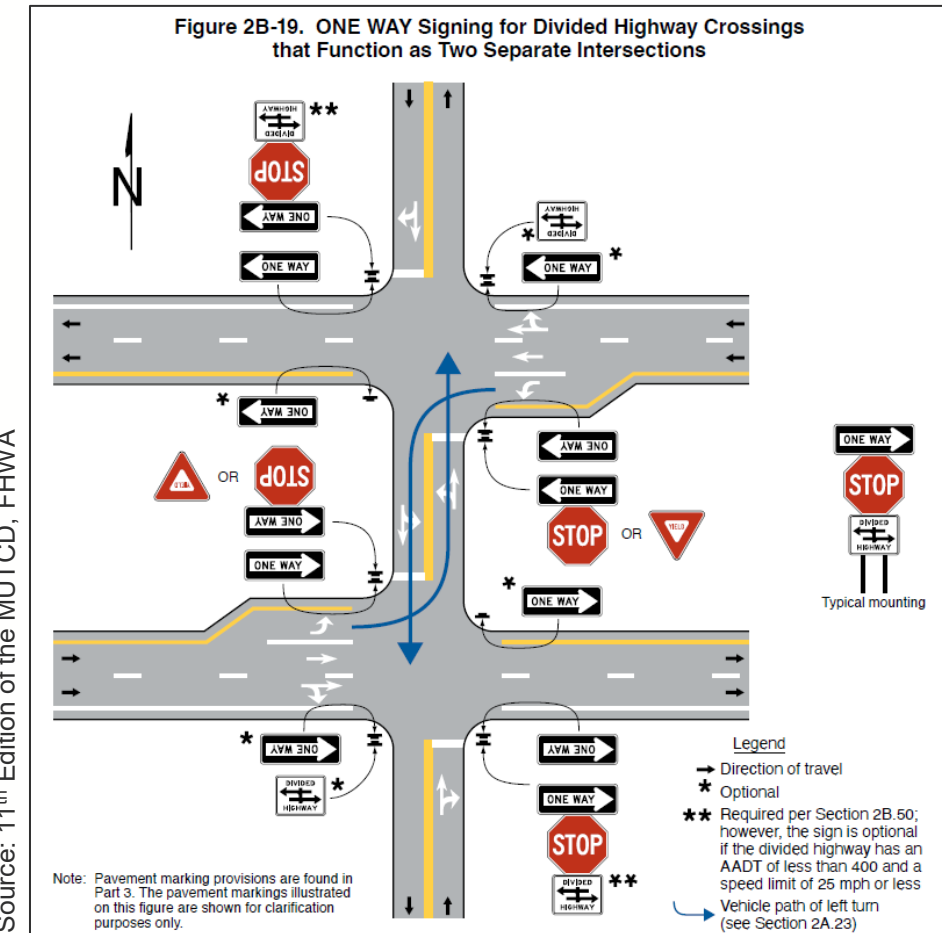 Figure 2B-19. ONE WAY Signing for Divided Highway Crossings
that Function as Two Separate Intersections
Source: 11th Edition of the MUTCD, FHWA
N
DIVIDED
HIGHWAY
**
STOP
ONE WAY
ONE WAY
DIVIDED
HIGHWAY
*
ONE WAY
*
*
ONE WAY
YIELD
OR
STOP
ONE WAY
ONE WAY
ONE WAY
ONE WAY
STOP
OR
YIELD
*
ONE WAY
ONE WAY
STOP
DIVIDED
HIGHWAY
Typical mounting
*
ONE WAY
DIVIDED
HIGHWAY
*
ONE WAY
ONE WAY
STOP
DIVIDED
HIGHWAY
**
Legend
Direction of travel
* Optional
** Required per Section 2B.50;
however, the sign is optional
if the divided highway has an
AADT of less than 400 and a
speed limit of 25 mph or less
Vehicle path of left turn
(see Section 2A.23)
Note: Pavement marking provisions are found in
Part 3. The pavement markings illustrated
on this figure are shown for clarification
purposes only.